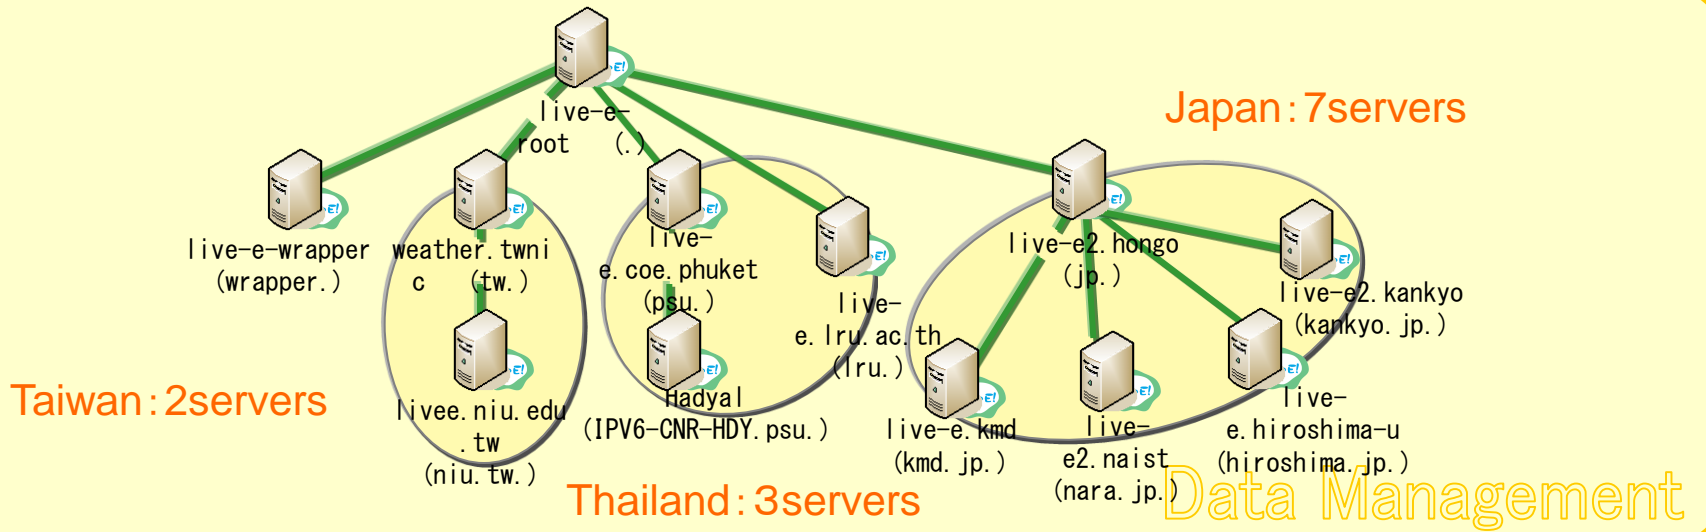 live-e-
root (.)
Japan:7servers
live-e-wrapper
(wrapper.)
weather.twni
c (tw.)
live-
e.coe.phuket
(psu.)
live-
e.lru.ac.th
(lru.)
live-e2.hongo
(jp.)
live-e2.kankyo
(kankyo.jp.)
Taiwan:2servers
livee.niu.edu
.tw
(niu.tw.)
Hadyal
(IPV6-CNR-HDY.psu.)
live-e.kmd
(kmd.jp.)
live-
e2.naist
(nara.jp.)
live-
e.hiroshima-u
(hiroshima.jp.)
Thailand:3servers
Data Management